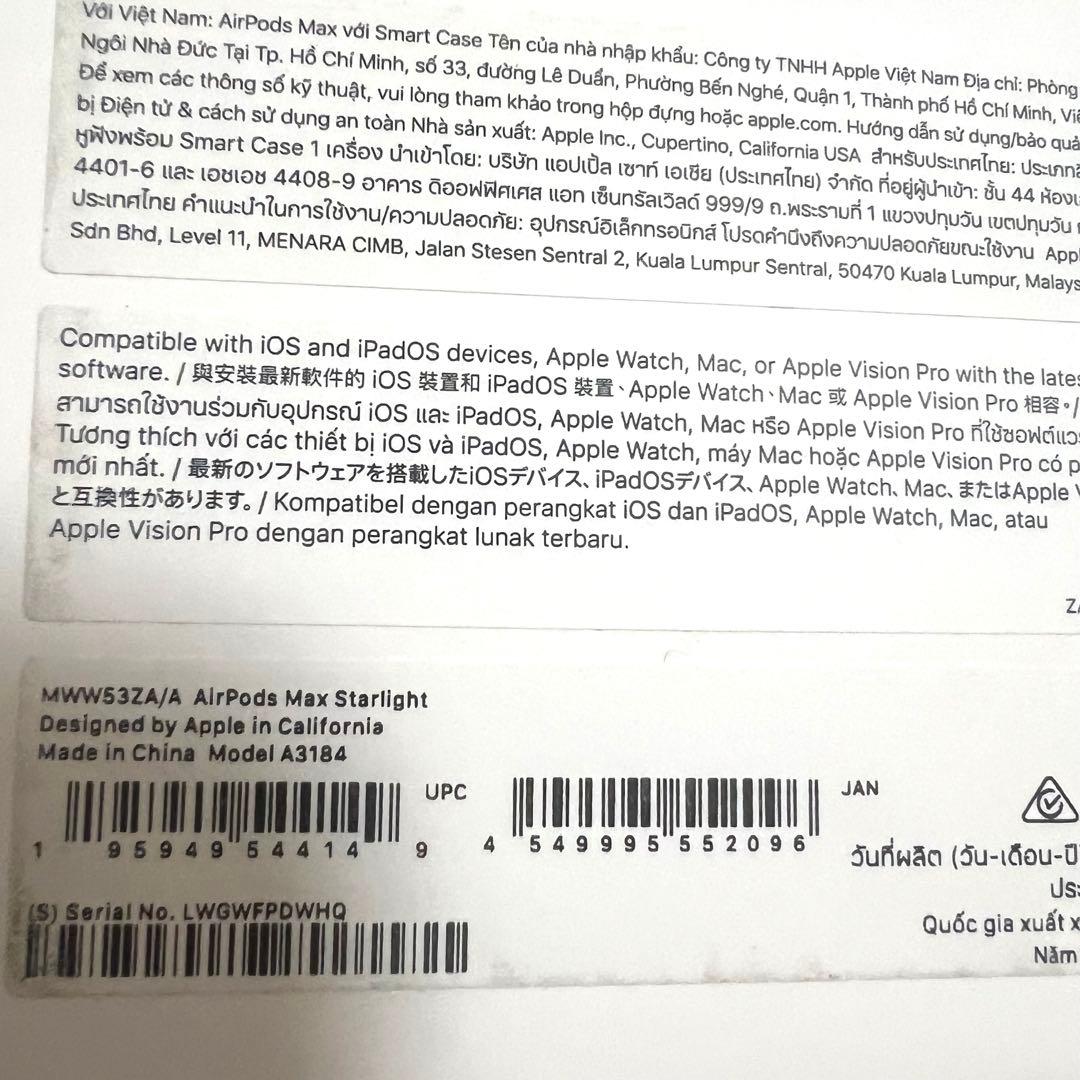 Với Việt Nam: AirPods Max với Smart Case Tên của nhà nhập khẩu: Công ty TNHH Apple Việt Nam Địa chỉ: Phòng
Ngôi Nhà Đức Tại Tp. Hồ Chí Minh, số 33, đường Lê Duẩn, Phường Bến Nghé, Quận 1, Thành phố Hồ Chí Minh,
Để xem các thông số kỹ thuật, vui lòng tham khảo trong hộp đựng hoặc apple.com. Hướng dẫn sử dụng/bảo
bị Điện tử & cách sử dụng an toàn Nhà sản xuất: Apple Inc., Cupertino, California USA สำหรับประเทศไทย:
หูฟังพร้อม Smart Case 1 เครื่อง นำเข้าโดย: บริษัท แอปเปิ้ล เซาท์ เอเชีย (ประเทศไทย) จำกัด ที่อยู่ผู้นำเข้า: ชั้น 44
4401-6 และ เอชเอช 4408-9 อาคาร ดิออฟฟิศเศส แอท เซ็นทรัลเวิลด์ 999/9 ถ.พระรามที่ 1 แขวงปทุมวัน เขตปทุมวัน
ประเทศไทย คำแนะนำในการใช้งาน/ความปลอดภัย: อุปกรณ์อิเล็กทรอนิกส์ โปรดคำนึงถึงความปลอดภัยขณะใช้งาน
Sdn Bhd, Level 11, MENARA CIMB, Jalan Stesen Sentral 2, Kuala Lumpur Sentral, 50470 Kuala Lumpur,
Compatible with iOS and iPadOS devices, Apple Watch, Mac, or Apple Vision Pro with the
software. / 與安裝最新軟件的 iOS 裝置和 iPadOS 裝置、Apple Watch、Mac 或 Apple Vision Pro 相容。/
สามารถใช้งานร่วมกับอุปกรณ์ iOS และ iPadOS, Apple Watch, Mac หรือ Apple Vision Pro
Tương thích với các thiết bị iOS và iPadOS, Apple Watch, máy Mac hoặc Apple Vision Pro có
mới nhất. / 最新のソフトウェアを搭載したiOSデバイス、iPadOSデバイス、Apple Watch、Mac、またはApple
と互換性があります。/ Kompatibel dengan perangkat iOS dan iPadOS, Apple Watch, Mac, atau
Apple Vision Pro dengan perangkat lunak terbaru.
MWW53ZA/A AirPods Max Starlight
Designed by Apple in California
Made in China Model A3184
UPC
1 95949 54414 9
JAN
4 549995 552096
(S) Serial No. LWGWFPDWHQ
วันที่ผลิต
Quốc gia xuất
Năm